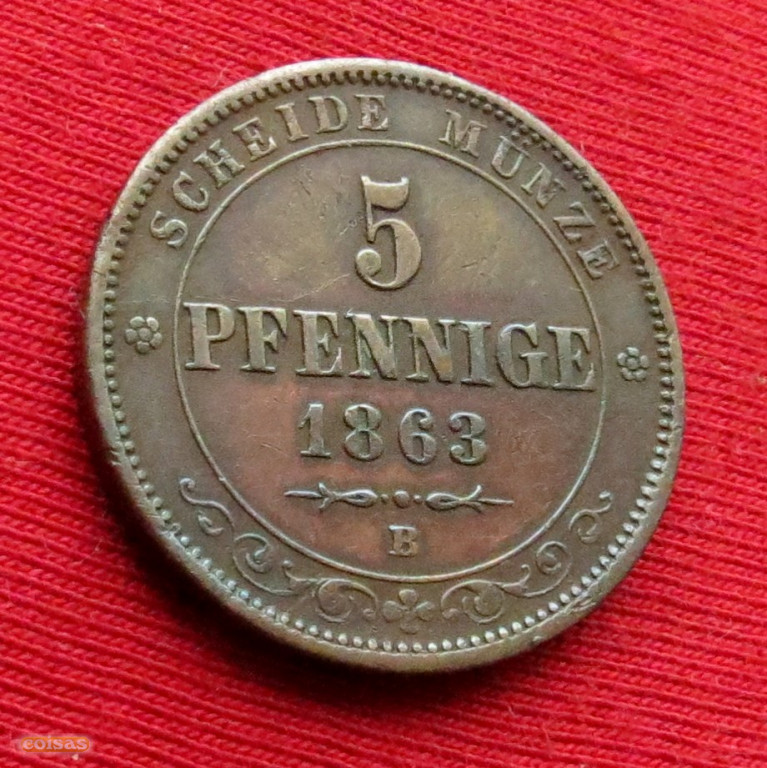 SCHEIDE MÜNZE
5
PFENNIGE
1863
B
coisas